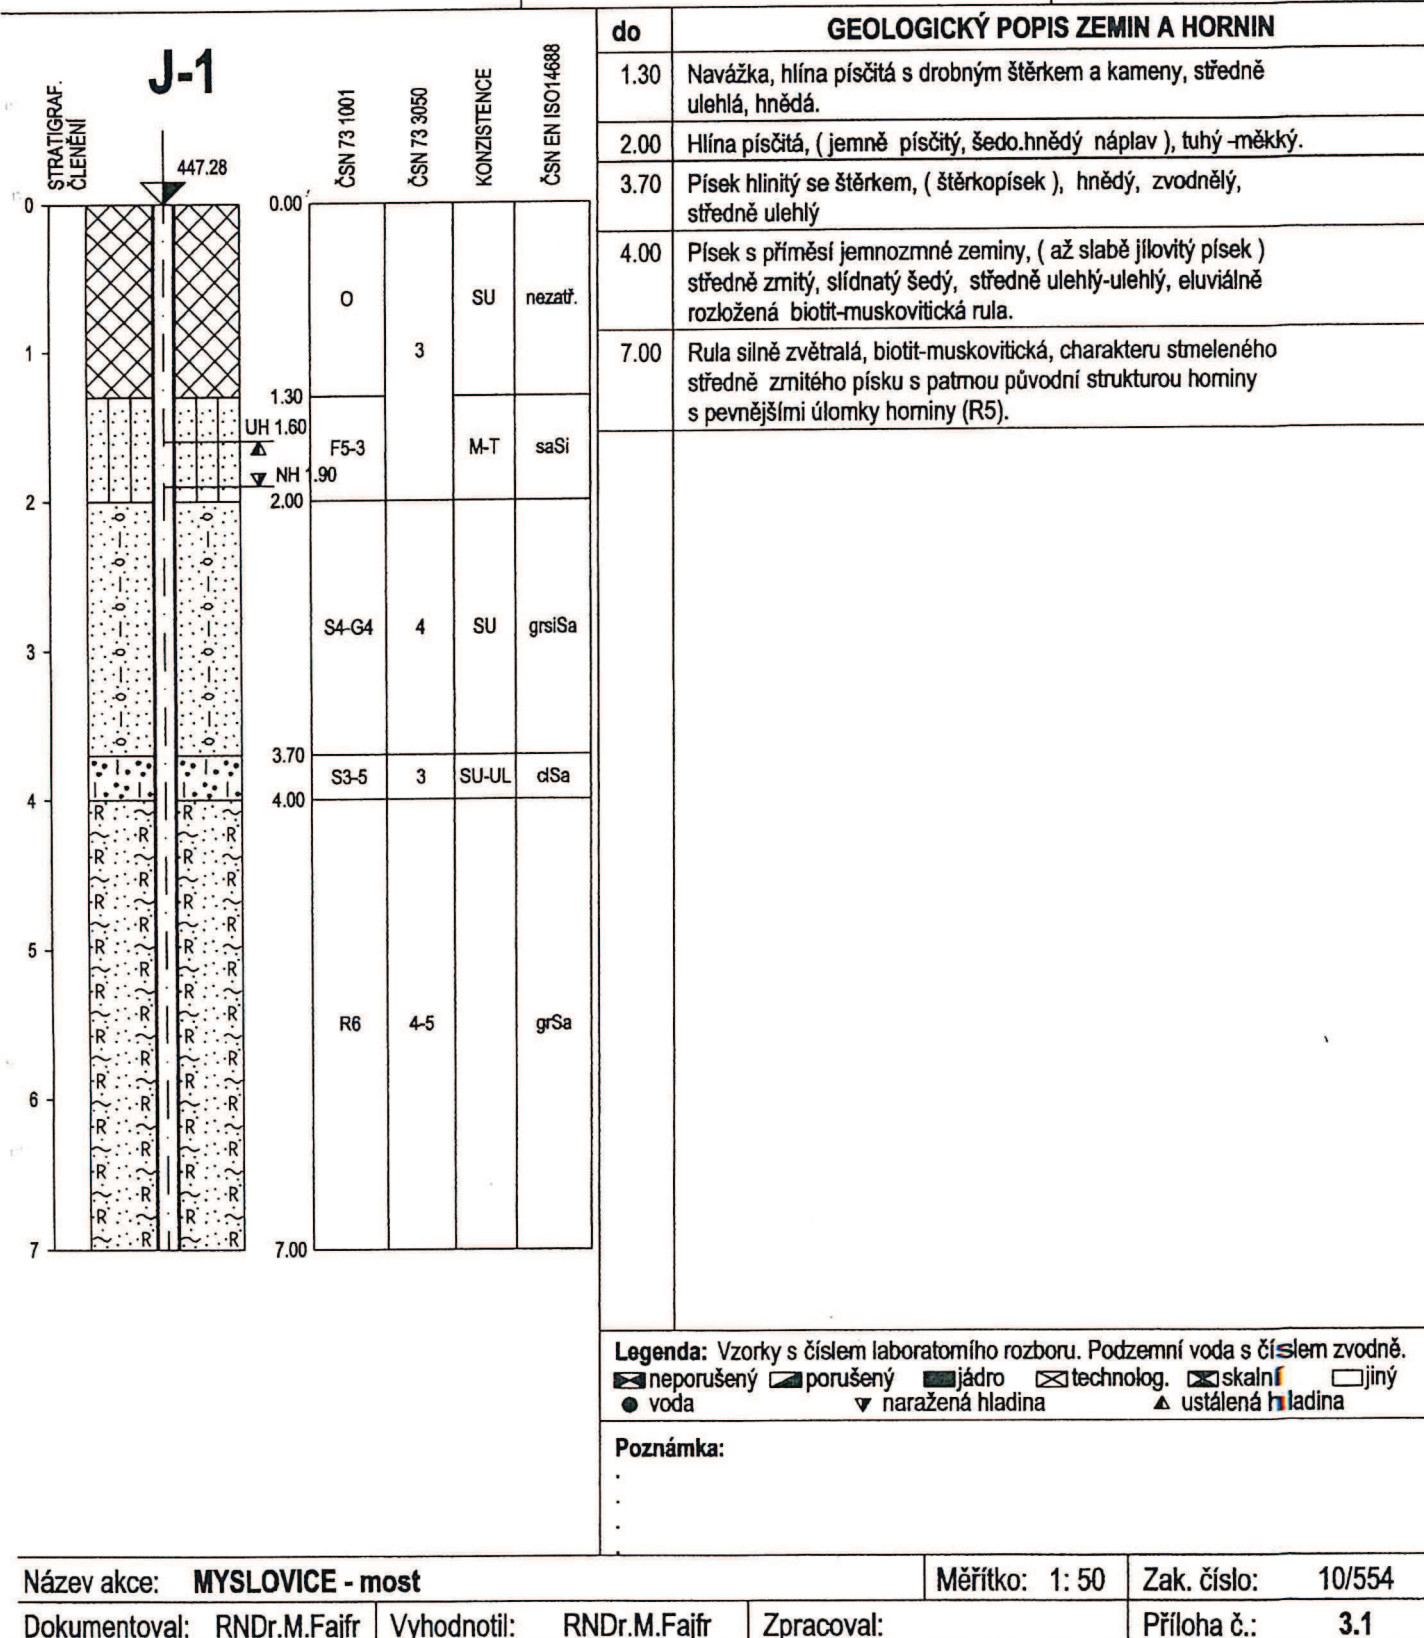 J-1
STRATIGRAF.
ČLENĚNÍ
447.28
ČSN 73 1001
ČSN 73 3050
KONZISTENCE
ČSN EN ISO14688
0
1
2
3
4
5
6
7
0.00
1.30
UH 1.60
NH 1.90
2.00
3.70
4.00
7.00
O 3 SU nezatř.
F5-3 M-T saSi
S4-G4 4 SU grsiSa
S3-5 3 SU-UL clSa
R6 4-5 grSa
do GEOLOGICKÝ POPIS ZEMIN A HORNIN
1.30 Navážka, hlína písčitá s drobným štěrkem a kameny, středně
ulehlá, hnědá.
2.00 Hlína písčitá, ( jemně písčitý, šedo.hnědý náplav ), tuhý -měkký.
3.70 Písek hlinitý se štěrkem, ( štěrkopísek ), hnědý, zvodnělý,
středně ulehlý
4.00 Písek s příměsí jemnozrnné zeminy, ( až slabě jílovitý písek )
středně zrnitý, slídnatý šedý, středně ulehlý-ulehlý, eluviálně
rozložená biotit-muskovitická rula.
7.00 Rula silně zvětralá, biotit-muskovitická, charakteru stmeleného
středně zrnitého písku s patrnou původní strukturou horniny
s pevnějšími úlomky horniny (R5).
Legenda: Vzorky s číslem laboratorního rozboru. Podzemní voda s číslem zvodně.
neporušený porušený jádro technolog. skalní jiný
voda naražená hladina ustálená hladina
Poznámka:
.
.
.
.
Název akce: MYSLOVICE - most Měřítko: 1: 50 Zak. číslo: 10/554
Dokumentoval: RNDr.M.Fajfr Vyhodnotil: RNDr.M.Fajfr Zpracoval: Příloha č.: 3.1